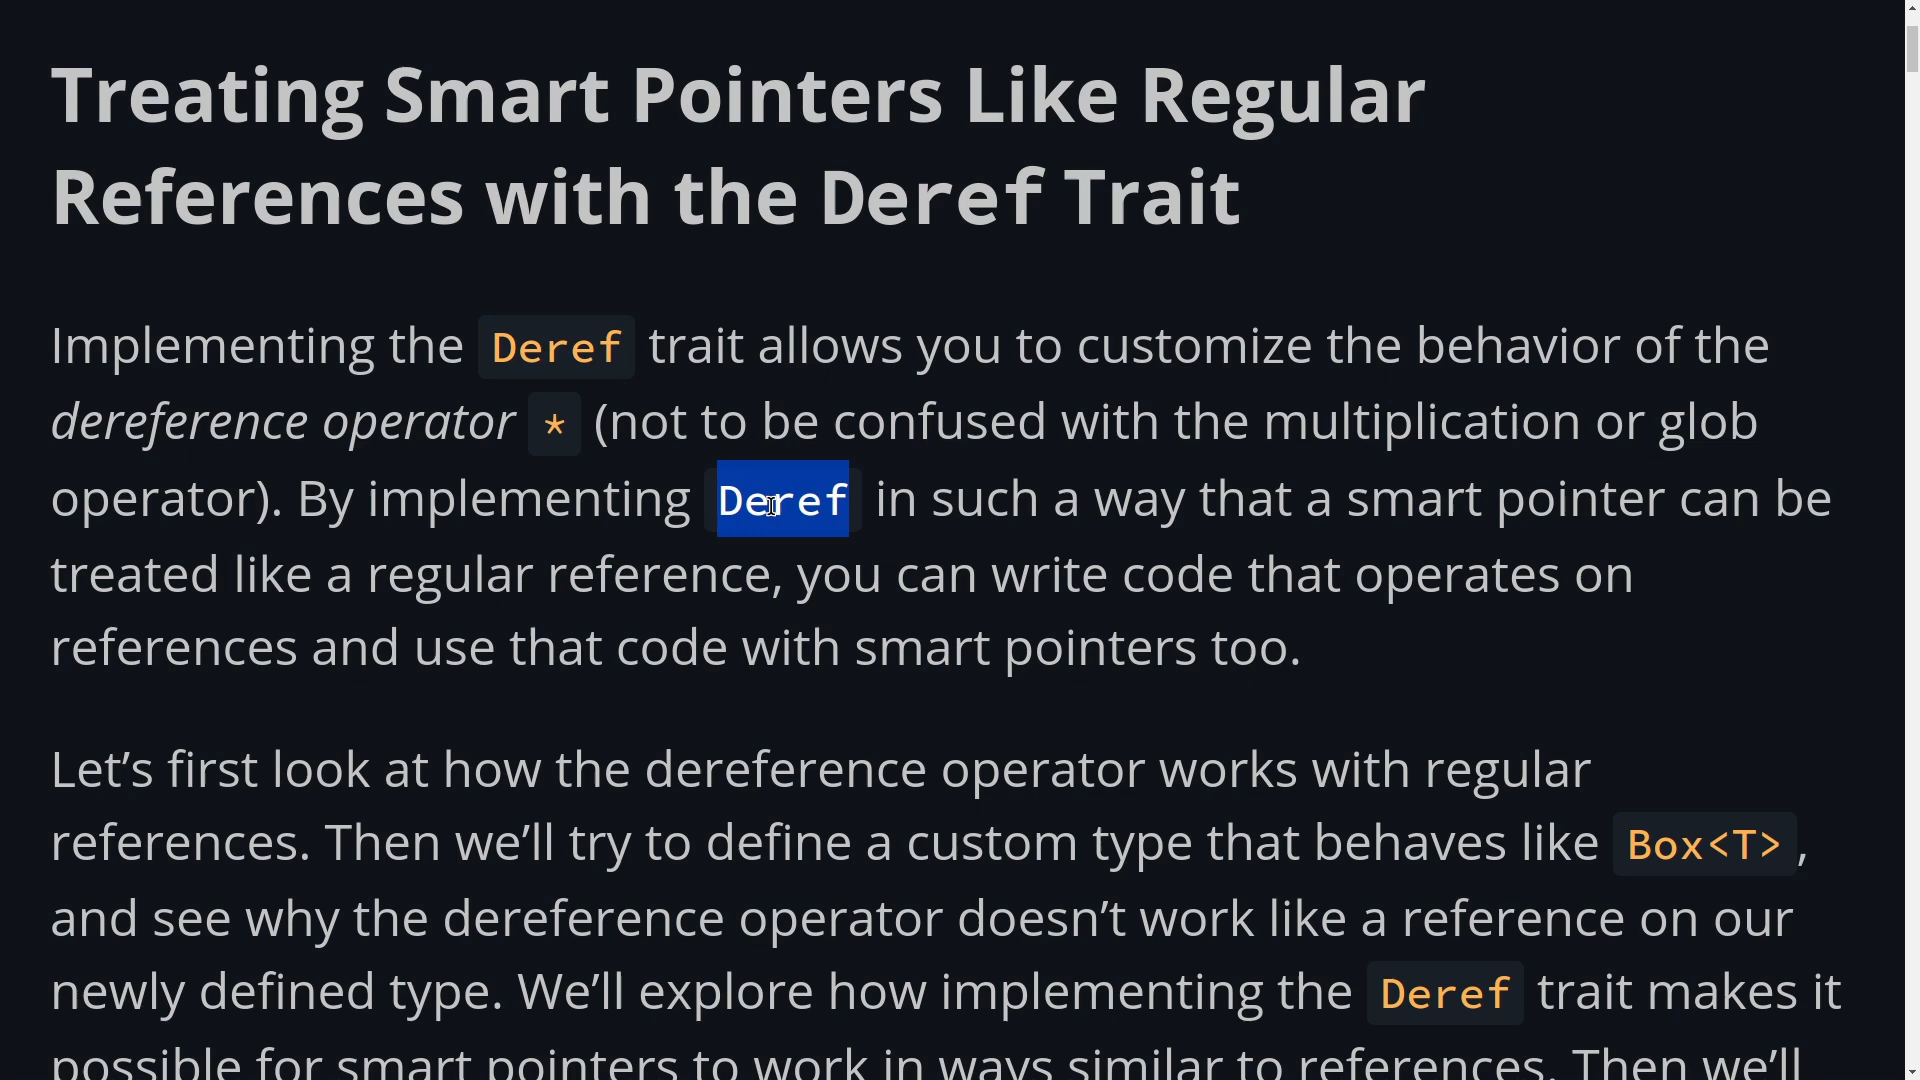 Treating Smart Pointers Like Regular
References with the Deref Trait
Implementing the Deref trait allows you to customize the behavior of the
dereference operator * (not to be confused with the multiplication or glob
operator). By implementing Deref in such a way that a smart pointer can be
treated like a regular reference, you can write code that operates on
references and use that code with smart pointers too.
Let’s first look at how the dereference operator works with regular
references. Then we’ll try to define a custom type that behaves like Box<T>,
and see why the dereference operator doesn’t work like a reference on our
newly defined type. We’ll explore how implementing the Deref trait makes it
possible for smart pointers to work in ways similar to references. Then we’ll